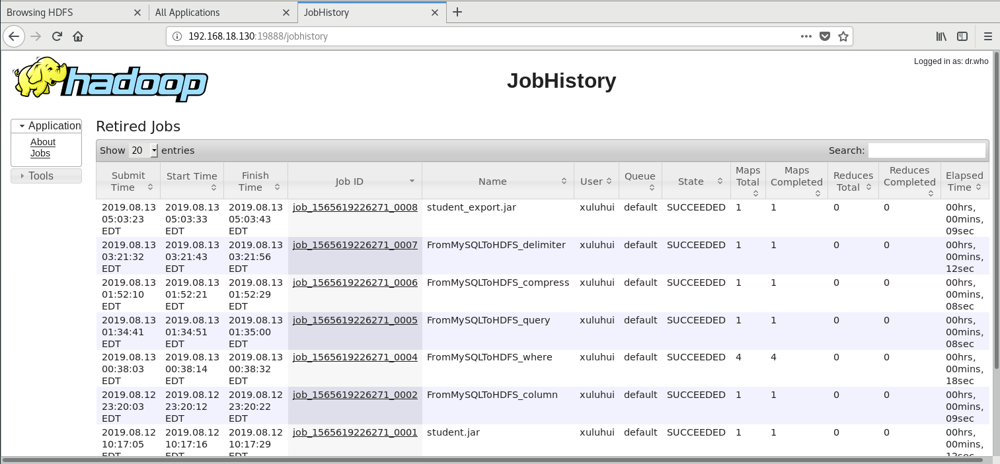 Browsing HDFS
All Applications
JobHistory
192.168.18.130:19888/jobhistory
Logged in as: dr.who
hadoop
JobHistory
Application
About
Jobs
Tools
Retired Jobs
Show 20 entries
Search:
Submit Time Start Time Finish Time Job ID Name User Queue State Maps Total Maps Completed Reduces Total Reduces Completed Elapsed Time
2019.08.13 2019.08.13 2019.08.13 job_1565619226271_0008 student_export.jar xuluhui default SUCCEEDED 1 1 0 0 00hrs,
05:03:23 05:03:33 05:03:43 00mins,
EDT EDT EDT 09sec
2019.08.13 2019.08.13 2019.08.13 job_1565619226271_0007 FromMySQLToHDFS_delimiter xuluhui default SUCCEEDED 1 1 0 0 00hrs,
03:21:32 03:21:43 03:21:56 00mins,
EDT EDT EDT 12sec
2019.08.13 2019.08.13 2019.08.13 job_1565619226271_0006 FromMySQLToHDFS_compress xuluhui default SUCCEEDED 1 1 0 0 00hrs,
01:52:10 01:52:21 01:52:29 00mins,
EDT EDT EDT 08sec
2019.08.13 2019.08.13 2019.08.13 job_1565619226271_0005 FromMySQLToHDFS_query xuluhui default SUCCEEDED 1 1 0 0 00hrs,
01:34:41 01:34:51 01:35:00 00mins,
EDT EDT EDT 08sec
2019.08.13 2019.08.13 2019.08.13 job_1565619226271_0004 FromMySQLToHDFS_where xuluhui default SUCCEEDED 4 4 0 0 00hrs,
00:38:03 00:38:14 00:38:32 00mins,
EDT EDT EDT 18sec
2019.08.12 2019.08.12 2019.08.12 job_1565619226271_0002 FromMySQLToHDFS_column xuluhui default SUCCEEDED 1 1 0 0 00hrs,
23:20:03 23:20:12 23:20:22 00mins,
EDT EDT EDT 09sec
2019.08.12 2019.08.12 2019.08.12 job_1565619226271_0001 student.jar xuluhui default SUCCEEDED 1 1 0 0 00hrs,
10:17:05 10:17:16 10:17:29 00mins,
EDT EDT EDT 12sec